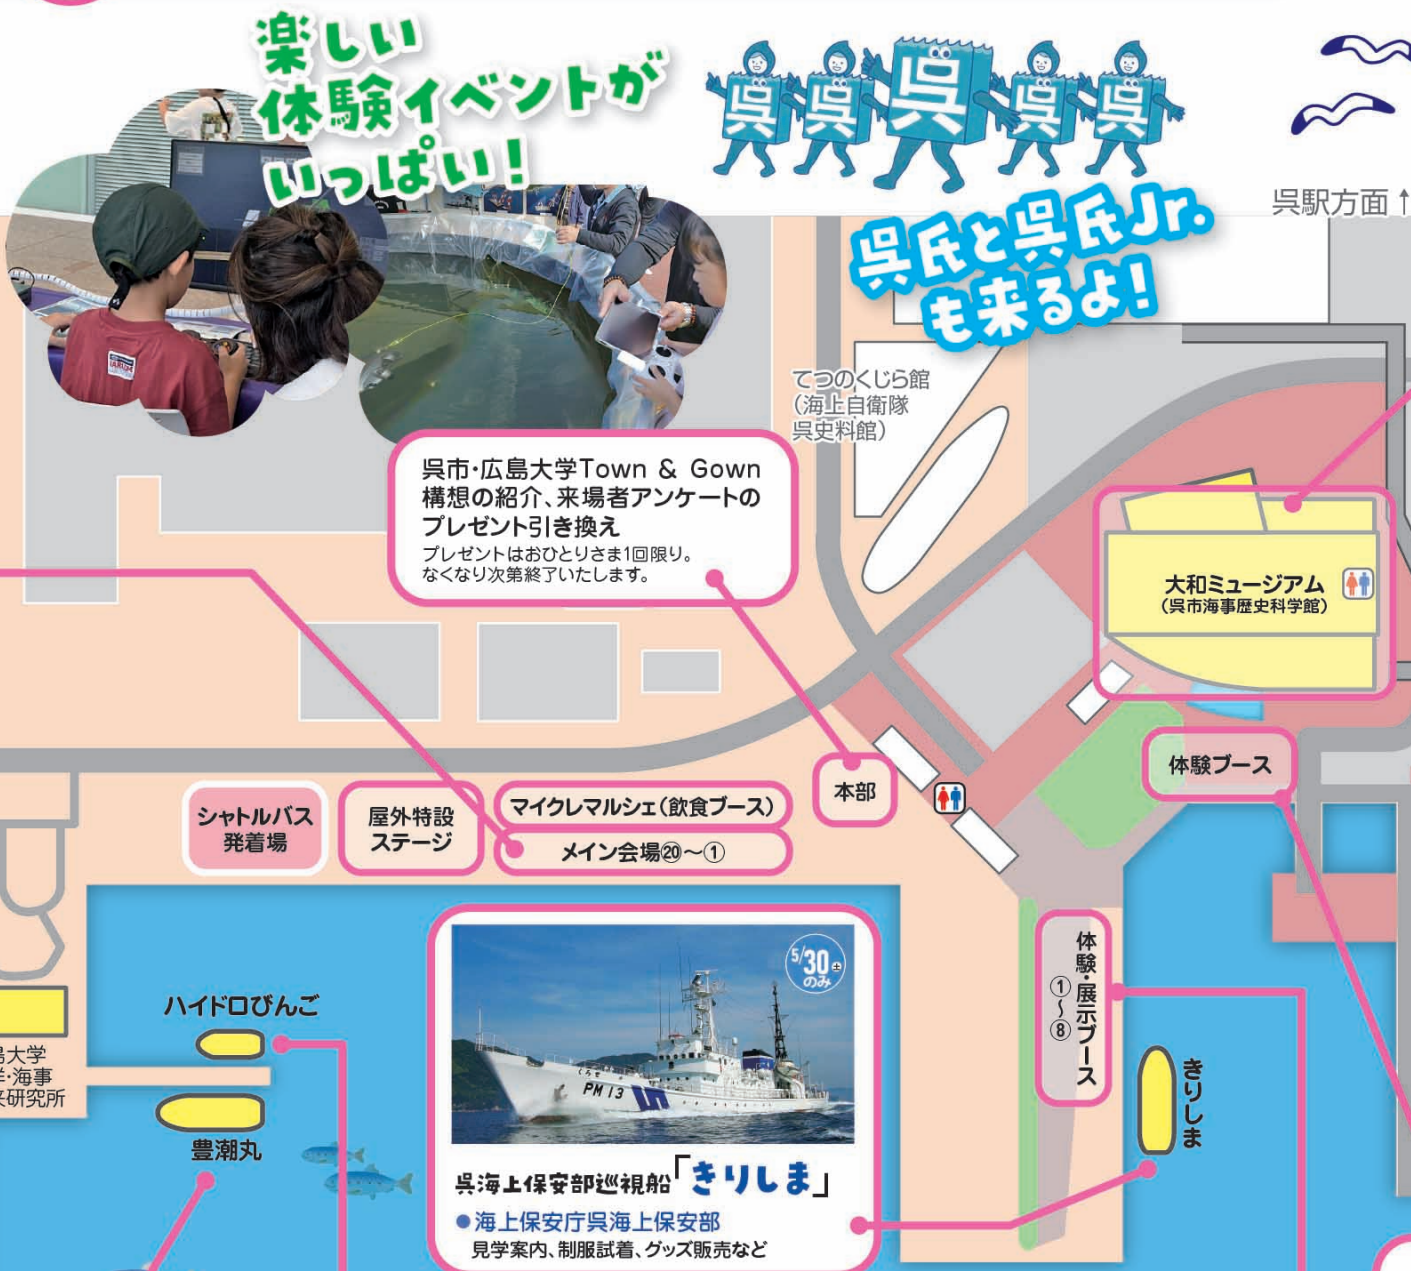 楽しい
体験イベントが
いっぱい!
呉
呉
呉
呉
呉
呉氏と呉氏Jr.
も来るよ!
呉駅方面↑
てつのくじら館
(海上自衛隊
呉史料館)
呉市・広島大学Town & Gown
構想の紹介、来場者アンケートの
プレゼント引き換え
プレゼントはおひとりさま1回限り。
なくなり次第終了いたします。
大和ミュージアム
(呉市海事歴史科学館)
体験ブース
本部
シャトルバス
発着場
屋外特設
ステージ
マイクレマルシェ(飲食ブース)
メイン会場⑳〜①
体験・展示ブース
①〜⑧
きりしま
ハイドロびんご
豊潮丸
大学
・海事
研究所
5/30土
のみ
PM 13
呉海上保安部巡視船「きりしま」
●海上保安庁呉海上保安部
見学案内、制服試着、グッズ販売など